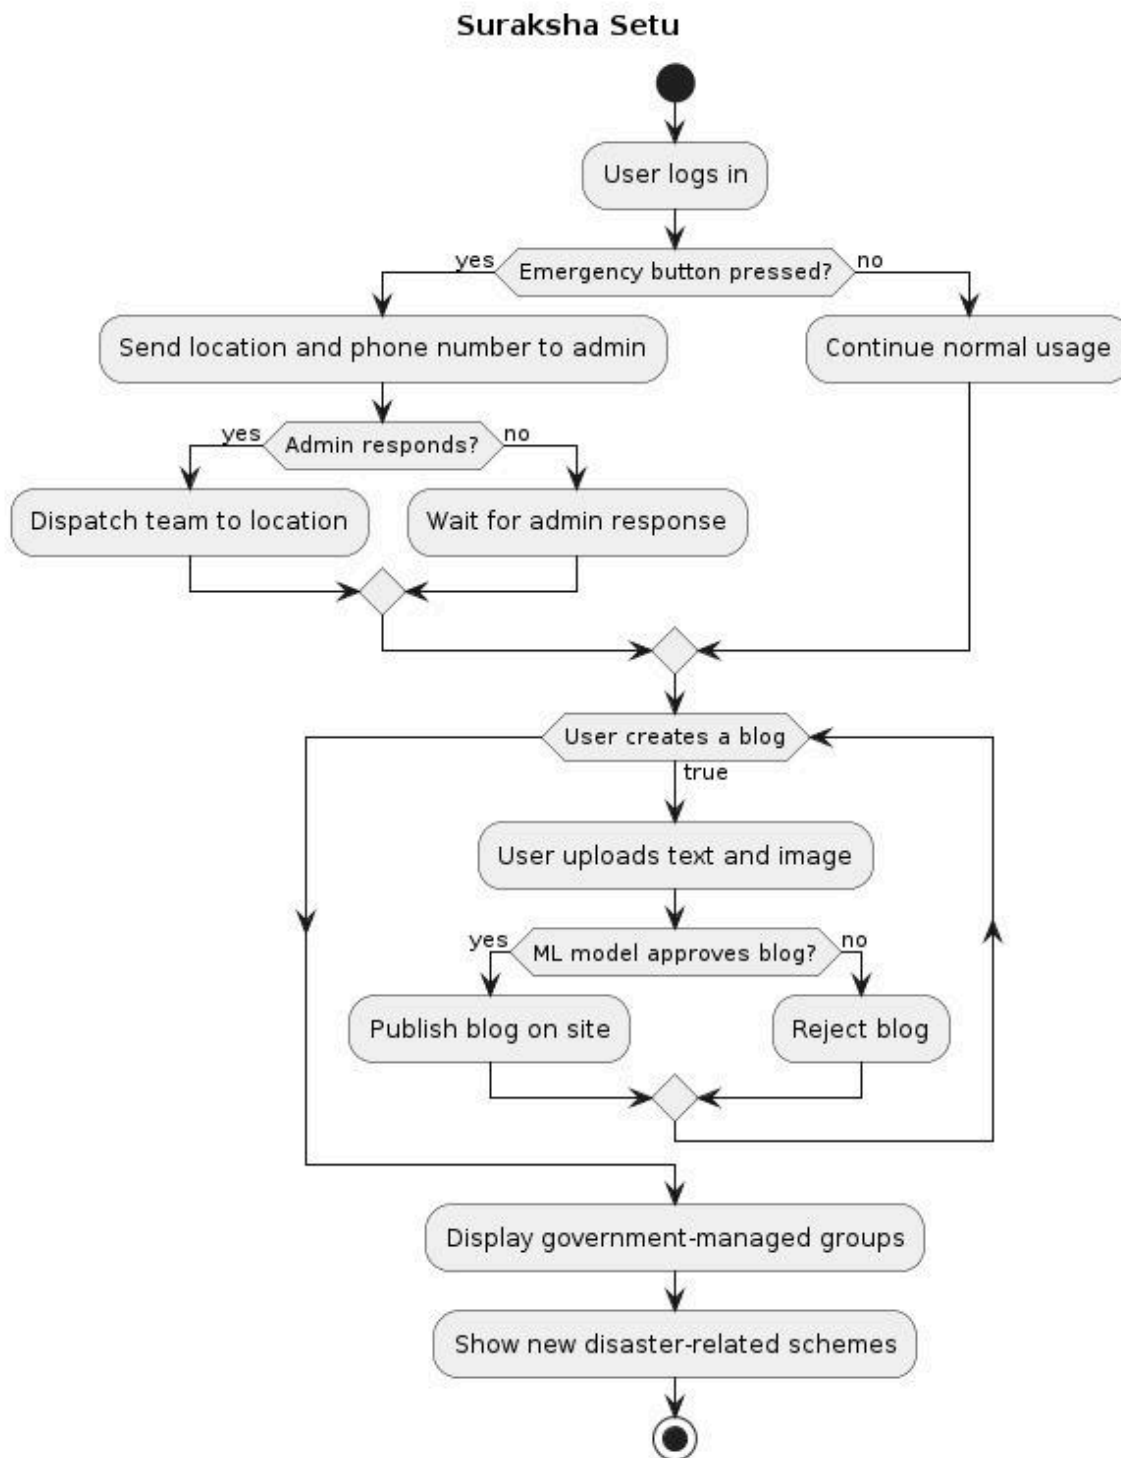 Suraksha Setu
User logs in
yes
Emergency button pressed?
no
Send location and phone number to admin
Continue normal usage
yes
Admin responds?
no
Dispatch team to location
Wait for admin response
User creates a blog
true
User uploads text and image
yes
ML model approves blog?
no
Publish blog on site
Reject blog
Display government-managed groups
Show new disaster-related schemes